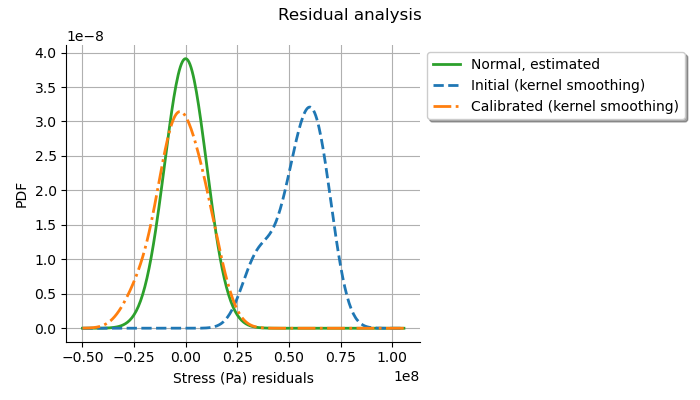 Residual analysis
1e−8
4.0
3.5
3.0
2.5
2.0
1.5
1.0
0.5
0.0
PDF
−0.50 −0.25 0.00 0.25 0.50 0.75 1.00
1e8
Stress (Pa) residuals
Normal, estimated
Initial (kernel smoothing)
Calibrated (kernel smoothing)